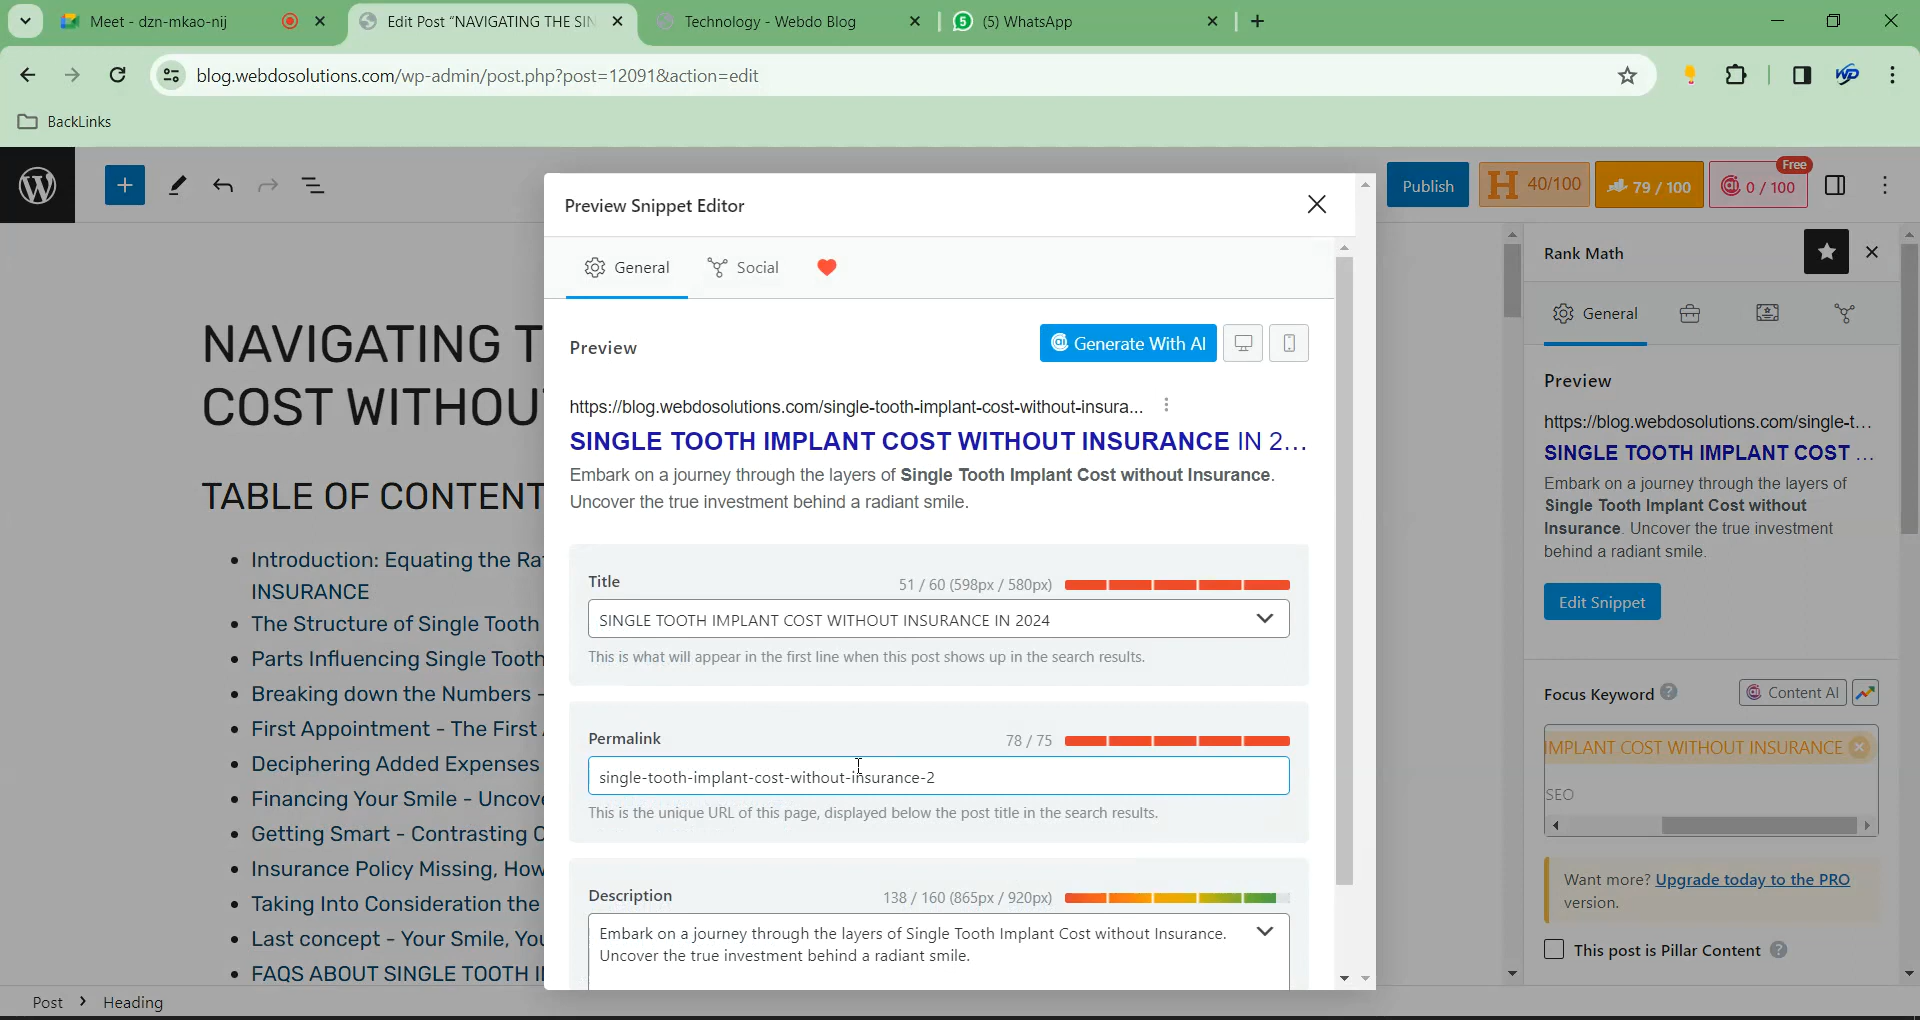 Meet - dzn-mkao-nij
Edit Post “NAVIGATING THE SIN
Technology - Webdo Blog
5
(5) WhatsApp
blog.webdosolutions.com/wp-admin/post.php?post=12091&action=edit
BackLinks
Publish
H 40/100
79 / 100
0 / 100
Free
NAVIGATING T
COST WITHOU
TABLE OF CONTENT
Introduction: Equating the Ra
INSURANCE
The Structure of Single Tooth
Parts Influencing Single Tooth
Breaking down the Numbers -
First Appointment - The First
Deciphering Added Expenses
Financing Your Smile - Uncov
Getting Smart - Contrasting C
Insurance Policy Missing, How
Taking Into Consideration the
Last concept - Your Smile, You
FAQS ABOUT SINGLE TOOTH I
Post
Heading
Preview Snippet Editor
General
Social
Preview
Generate With AI
https://blog.webdosolutions.com/single-tooth-implant-cost-without-insura...
SINGLE TOOTH IMPLANT COST WITHOUT INSURANCE IN 2...
Embark on a journey through the layers of Single Tooth Implant Cost without Insurance.
Uncover the true investment behind a radiant smile.
Title
51 / 60 (598px / 580px)
SINGLE TOOTH IMPLANT COST WITHOUT INSURANCE IN 2024
This is what will appear in the first line when this post shows up in the search results.
Permalink
78 / 75
single-tooth-implant-cost-without-insurance-2
This is the unique URL of this page, displayed below the post title in the search results.
Description
138 / 160 (865px / 920px)
Embark on a journey through the layers of Single Tooth Implant Cost without Insurance.
Uncover the true investment behind a radiant smile.
Rank Math
General
Preview
https://blog.webdosolutions.com/single-t...
SINGLE TOOTH IMPLANT COST ...
Embark on a journey through the layers of
Single Tooth Implant Cost without
Insurance. Uncover the true investment
behind a radiant smile.
Edit Snippet
Focus Keyword
Content AI
IMPLANT COST WITHOUT INSURANCE
SEO
Want more? Upgrade today to the PRO
version.
This post is Pillar Content